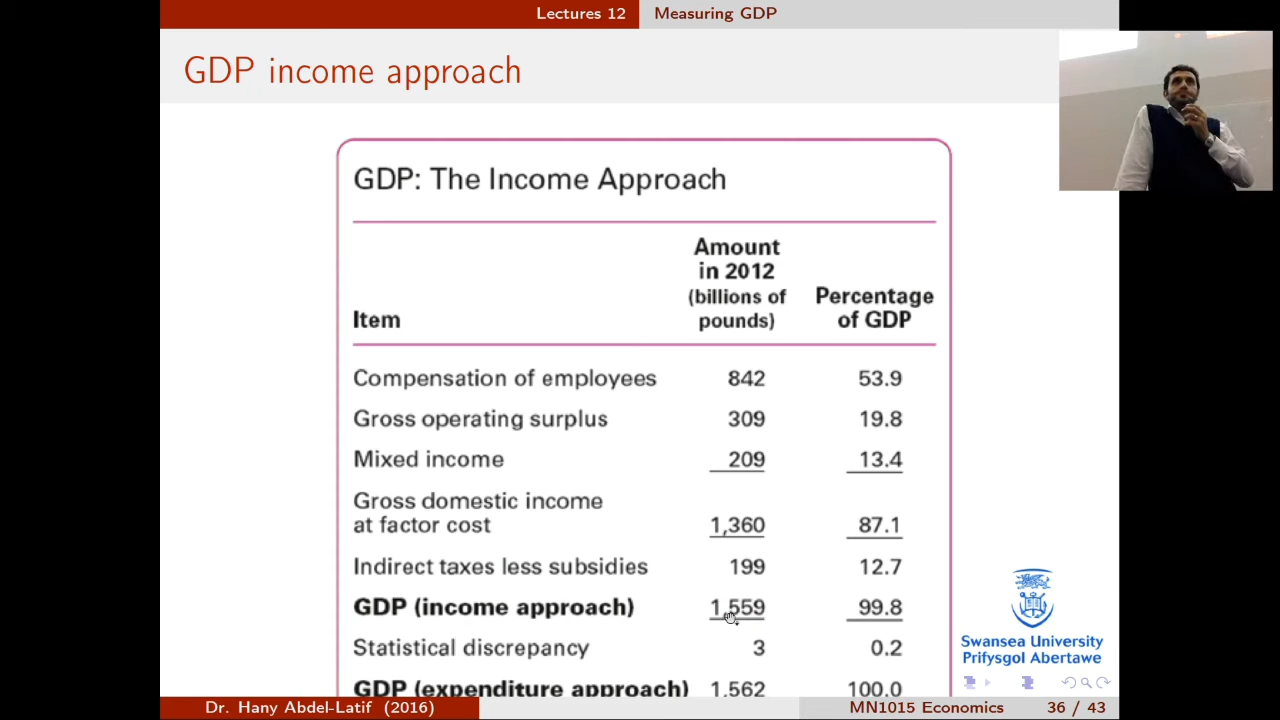 Lectures 12 Measuring GDP
GDP income approach
GDP: The Income Approach
Amount
in 2012
(billions of
pounds)
Percentage
of GDP
Item
Compensation of employees 842 53.9
Gross operating surplus 309 19.8
Mixed income 209 13.4
Gross domestic income
at factor cost 1,360 87.1
Indirect taxes less subsidies 199 12.7
GDP (income approach) 1,559 99.8
Statistical discrepancy 3 0.2
GDP (expenditure approach) 1,562 100.0
Swansea University
Prifysgol Abertawe
Dr. Hany Abdel-Latif (2016) MN1015 Economics 36 / 43